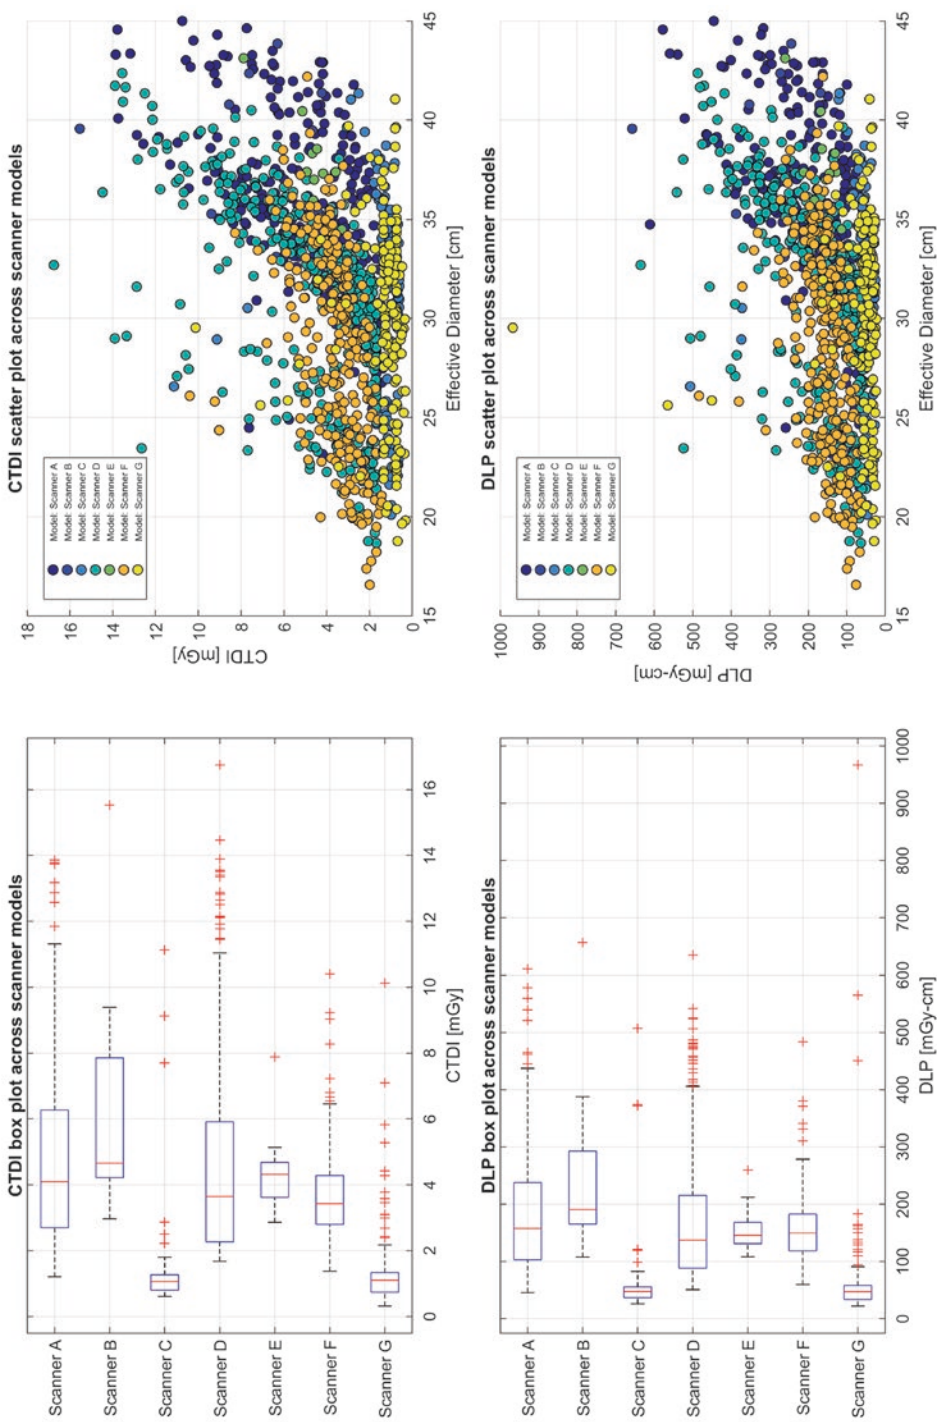 CTDI box plot across scanner models
Scanner A
Scanner B
Scanner C
Scanner D
Scanner E
Scanner F
Scanner G
0 2 4 6 8 10 12 14 16
CTDI [mGy]
CTDI scatter plot across scanner models
18
16
14
12
10
9
6
4
2
0
CTDI [mGy]
Model: Scanner A
Model: Scanner B
Model: Scanner C
Model: Scanner D
Model: Scanner E
Model: Scanner F
Model: Scanner G
15 20 25 30 35 40 45
Effective Diameter [cm]
DLP box plot across scanner models
Scanner A
Scanner B
Scanner C
Scanner D
Scanner E
Scanner F
Scanner G
0 100 200 300 400 500 600 700 800 900 1000
DLP [mGy-cm]
DLP scatter plot across scanner models
1000
900
800
700
600
500
400
300
200
100
0
DLP [mGy-cm]
Model: Scanner A
Model: Scanner B
Model: Scanner C
Model: Scanner D
Model: Scanner E
Model: Scanner F
Model: Scanner G
15 20 25 30 35 40 45
Effective Diameter [cm]